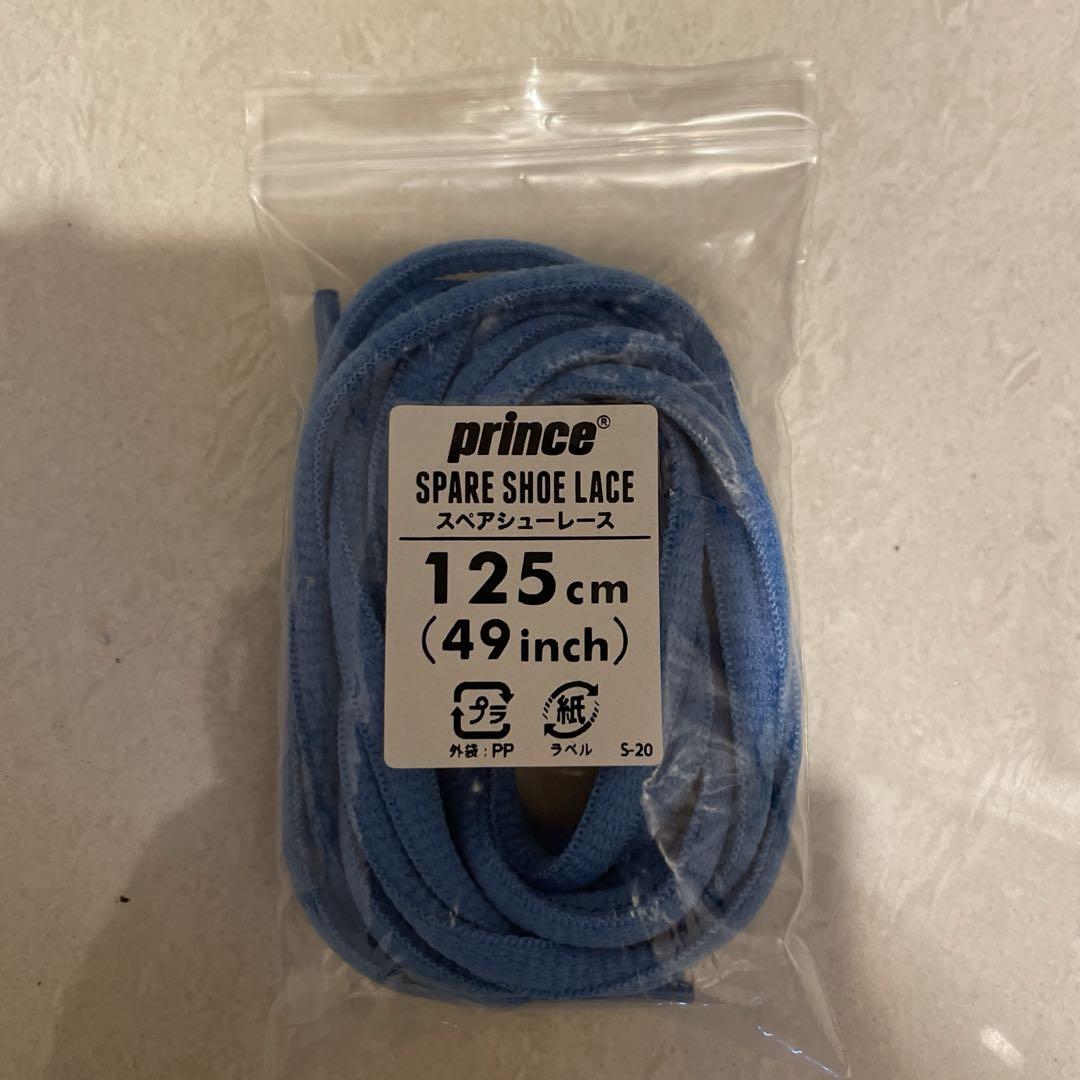 prince®
SPARE SHOE LACE
スペアシューレース
125cm
(49inch)
プラ 紙
外袋：PP ラベル S-20